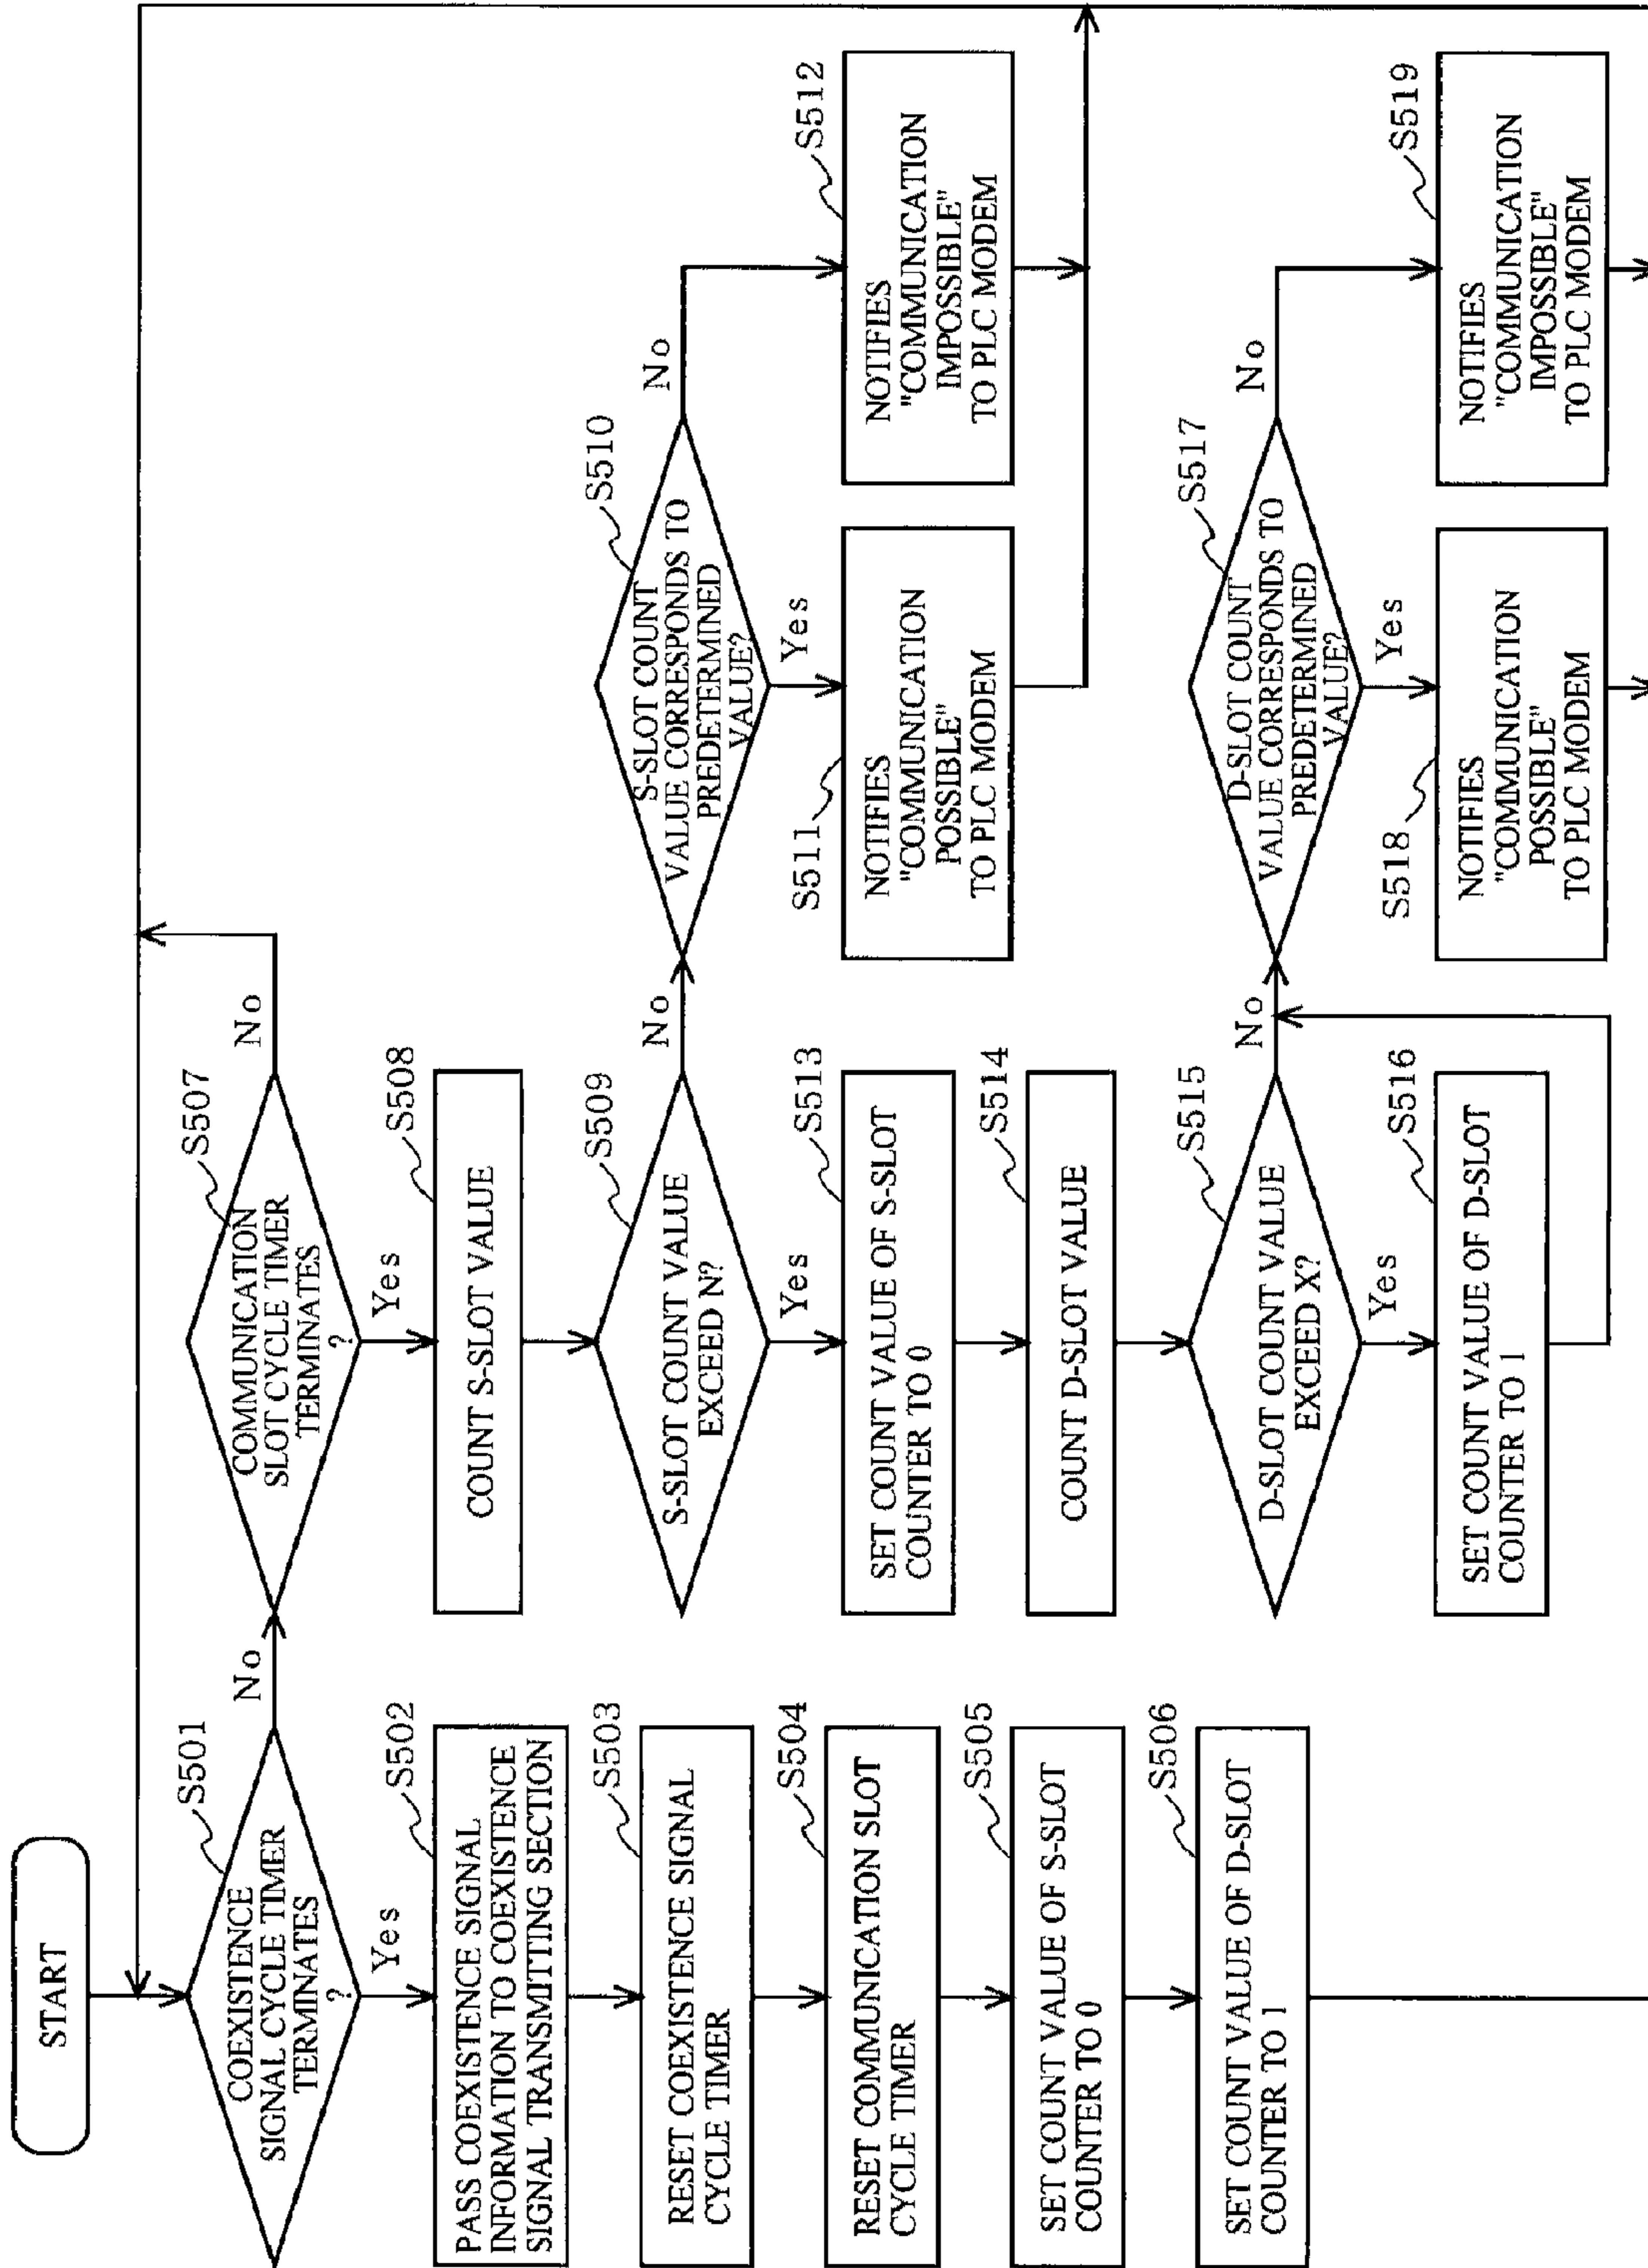 START
COEXISTENCE
SIGNAL CYCLE TIMER
TERMINATES
?
S501
No
Yes
PASS COEXISTENCE SIGNAL
INFORMATION TO COEXISTENCE
SIGNAL TRANSMITTING SECTION
S502
RESET COEXISTENCE SIGNAL
CYCLE TIMER
S503
RESET COMMUNICATION SLOT
CYCLE TIMER
S504
SET COUNT VALUE OF S-SLOT
COUNTER TO 0
S505
SET COUNT VALUE OF D-SLOT
COUNTER TO 1
S506
COMMUNICATION
SLOT CYCLE TIMER
TERMINATES
?
S507
No
Yes
COUNT S-SLOT VALUE
S508
S-SLOT COUNT VALUE
EXCEED N?
S509
No
Yes
SET COUNT VALUE OF S-SLOT
COUNTER TO 0
S513
COUNT D-SLOT VALUE
S514
D-SLOT COUNT VALUE
EXCEED X?
S515
No
Yes
SET COUNT VALUE OF D-SLOT
COUNTER TO 1
S516
S-SLOT COUNT
VALUE CORRESPONDS TO
PREDETERMINED
VALUE?
S510
No
Yes
S511
NOTIFIES
"COMMUNICATION
POSSIBLE"
TO PLC MODEM
S512
NOTIFIES
"COMMUNICATION
IMPOSSIBLE"
TO PLC MODEM
D-SLOT COUNT
VALUE CORRESPONDS TO
PREDETERMINED
VALUE?
S517
No
Yes
S518
NOTIFIES
"COMMUNICATION
POSSIBLE"
TO PLC MODEM
S519
NOTIFIES
"COMMUNICATION
IMPOSSIBLE"
TO PLC MODEM